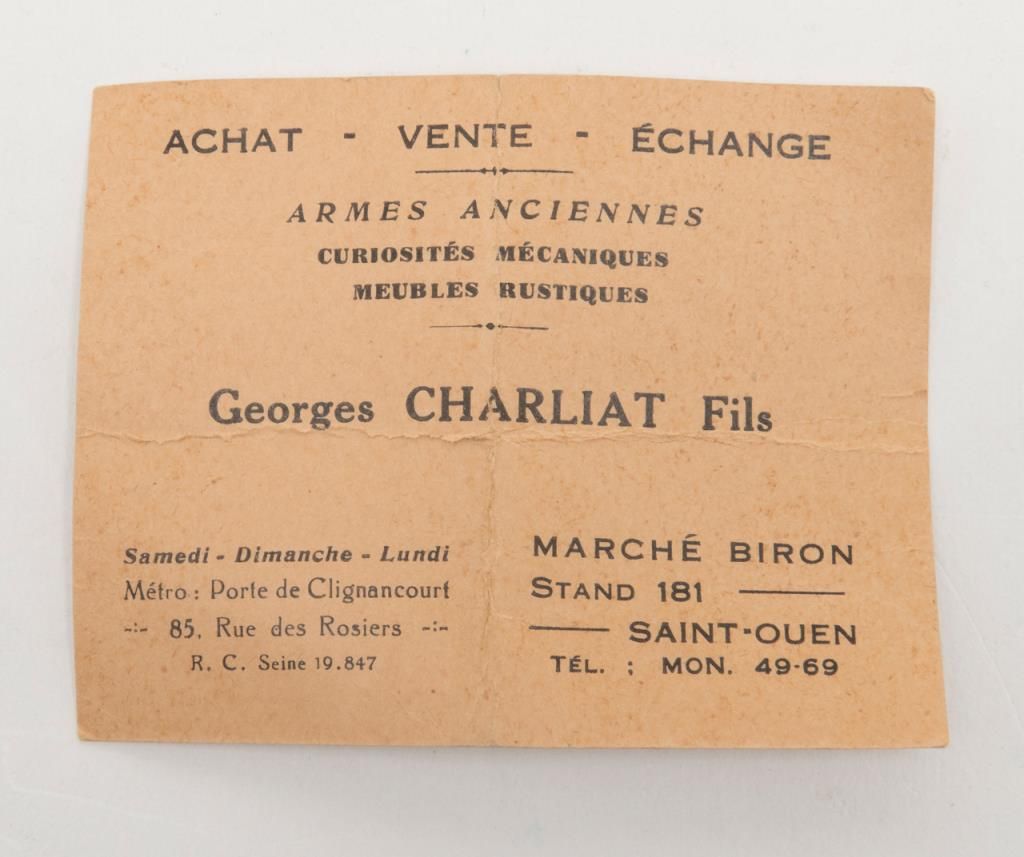 ACHAT - VENTE - ÉCHANGE
ARMES ANCIENNES
CURIOSITÉS MÉCANIQUES
MEUBLES RUSTIQUES
Georges CHARLIAT Fils
Samedi - Dimanche - Lundi
Métro : Porte de Clignancourt
-:- 85, Rue des Rosiers -:-
R. C. Seine 19.847
MARCHÉ BIRON
STAND 181
SAINT-OUEN
TÉL. ; MON. 49-69